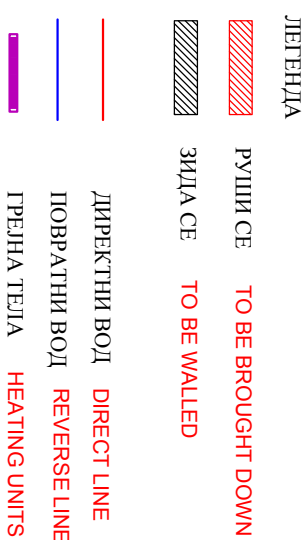 ЛЕГЕНДА
РУШИ СЕ TO BE BROUGHT DOWN
ЗИДА СЕ TO BE WALLED
ДИРЕКТНИ ВОД DIRECT LINE
ПОВРАТНИ ВОД REVERSE LINE
ГРЕЈНА ТЕЛА HEATING UNITS